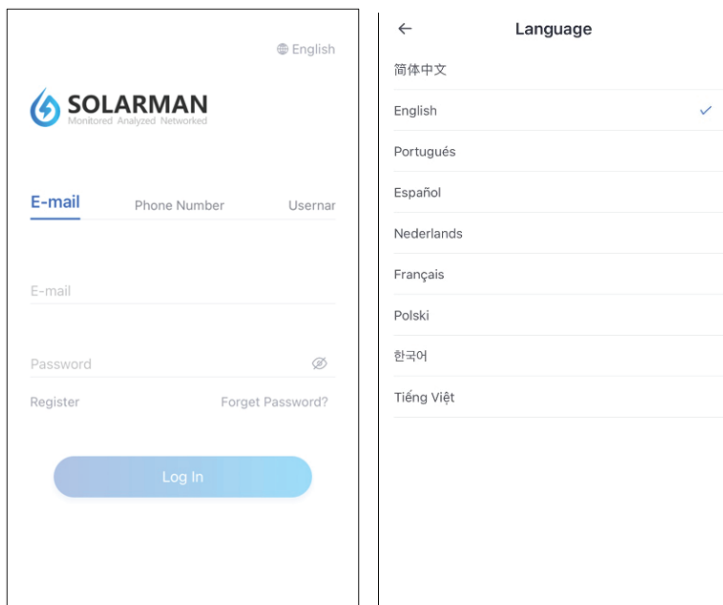 English
SOLARMAN
Monitored Analyzed Networked
E-mail Phone Number Usernar
E-mail
Password
Register Forget Password?
Log In
Language
简体中文
English
Portugués
Español
Nederlands
Français
Polski
한국어
Tiếng Việt